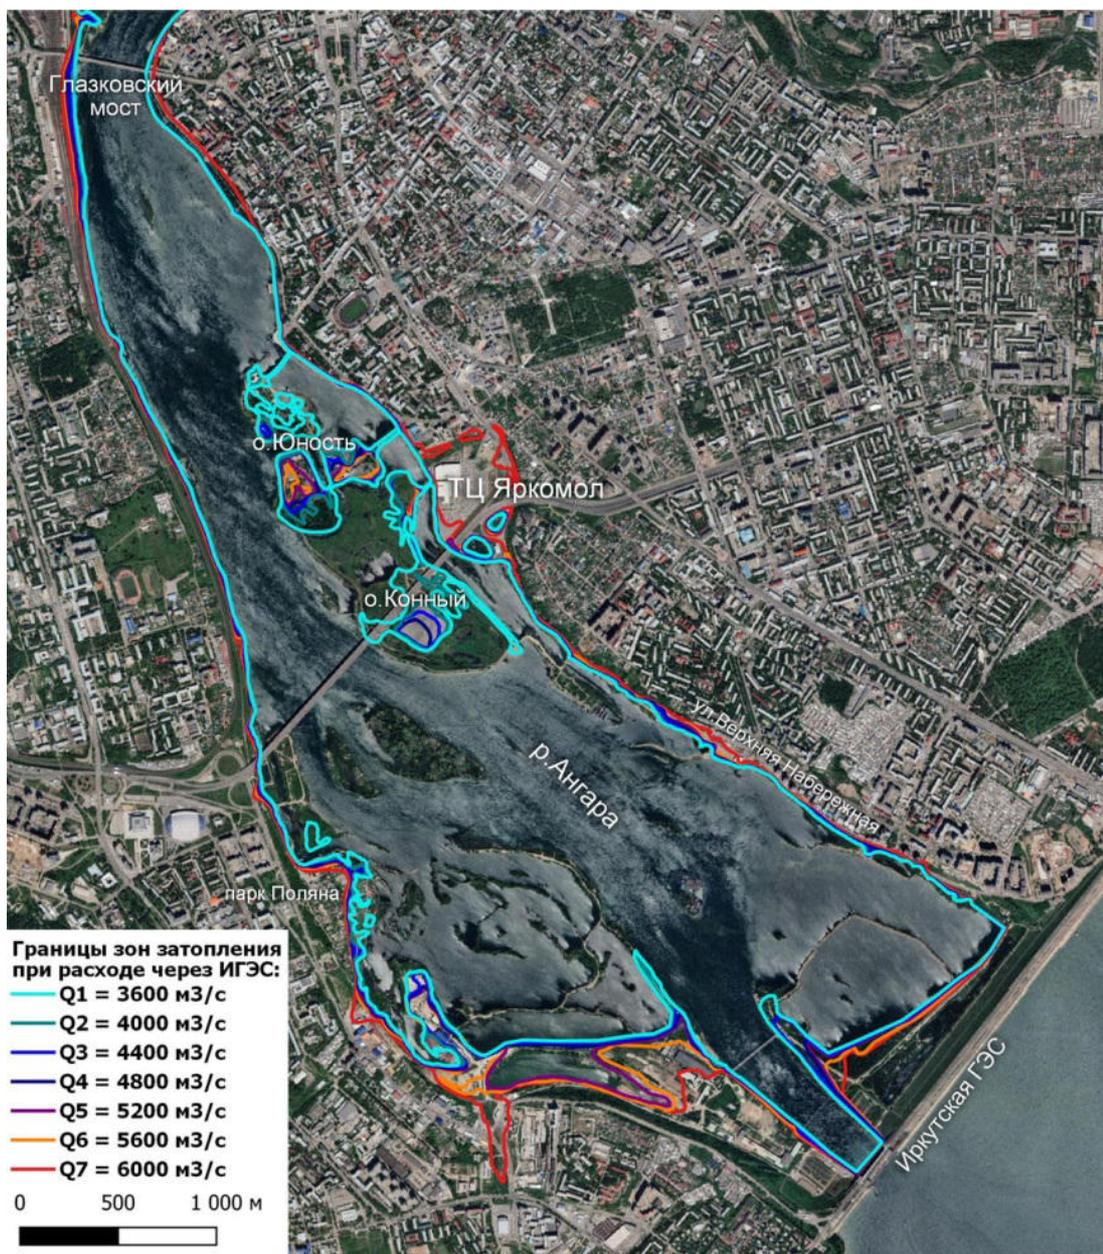 Глазковский
мост
о.Юность
ТЦ Яркомол
о.Конный
ул.Верхняя Набережная
р.Ангара
парк Поляна
Иркутская ГЭС
Границы зон затопления
при расходе через ИГЭС:
Q1 = 3600 м3/с
Q2 = 4000 м3/с
Q3 = 4400 м3/с
Q4 = 4800 м3/с
Q5 = 5200 м3/с
Q6 = 5600 м3/с
Q7 = 6000 м3/с
0 500 1 000 м